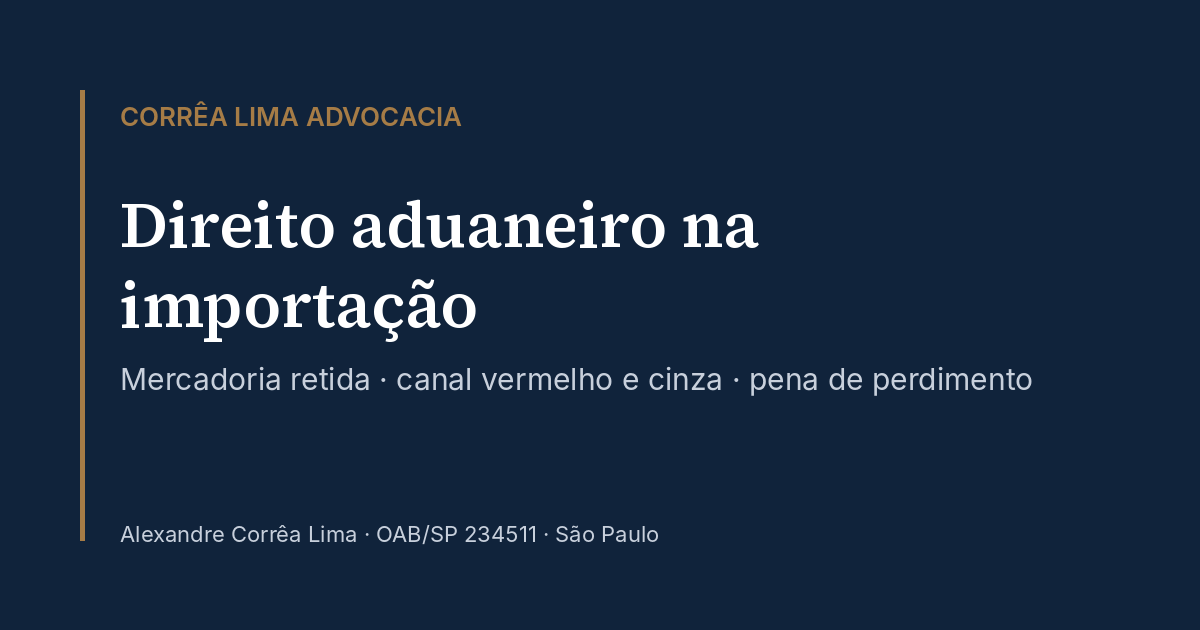 CORRÊA LIMA ADVOCACIA
Direito aduaneiro na
importação
Mercadoria retida · canal vermelho e cinza · pena de perdimento
Alexandre Corrêa Lima · OAB/SP 234511 · São Paulo